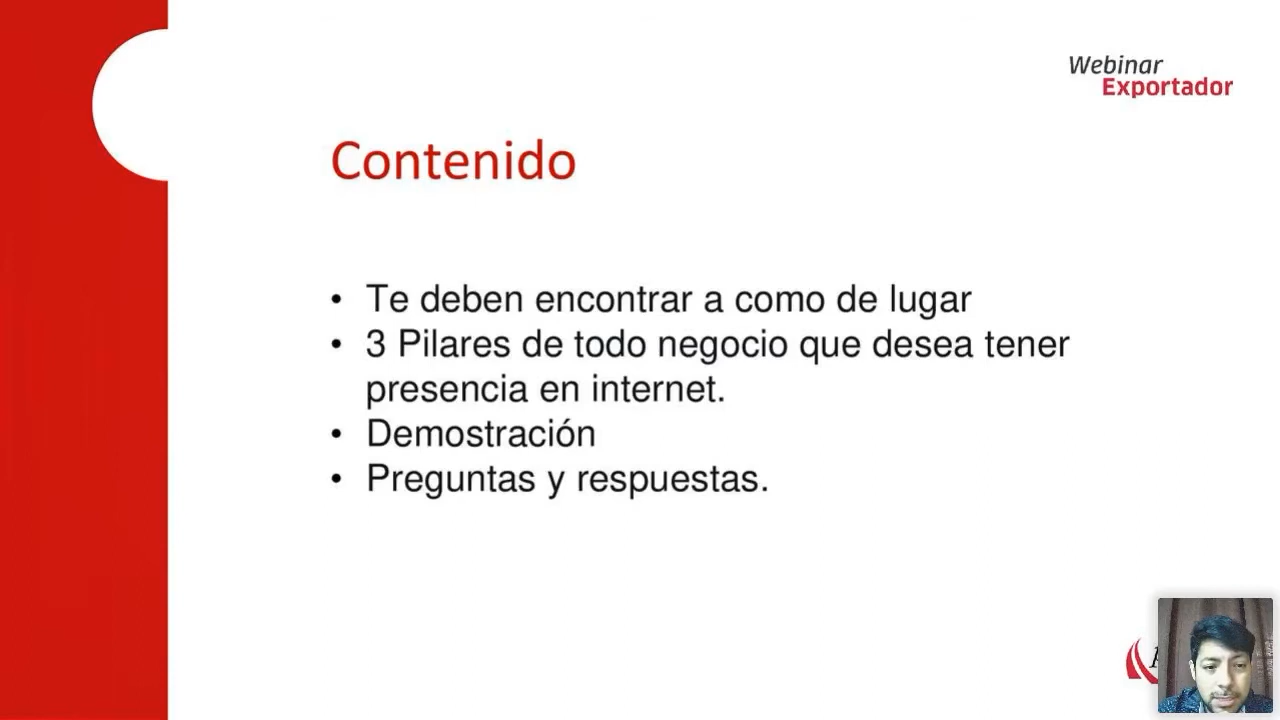 Webinar
Exportador
Contenido
• Te deben encontrar a como de lugar
• 3 Pilares de todo negocio que desea tener
presencia en internet.
• Demostración
• Preguntas y respuestas.